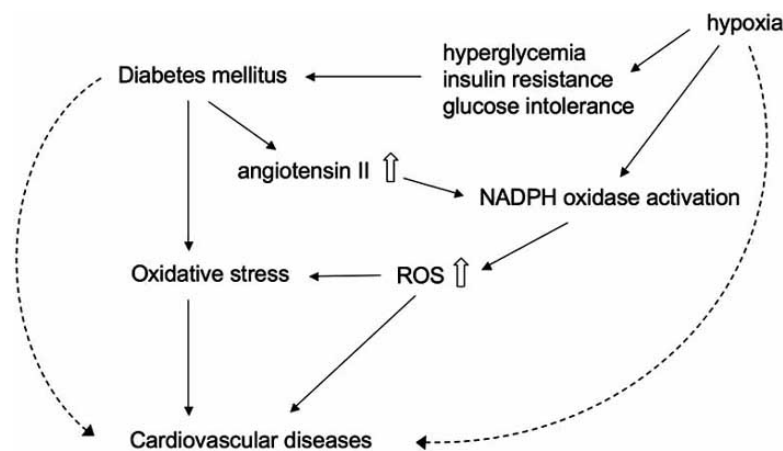 hypoxia
hyperglycemia
insulin resistance
glucose intolerance
Diabetes mellitus
angiotensin II
NADPH oxidase activation
Oxidative stress
ROS
Cardiovascular diseases